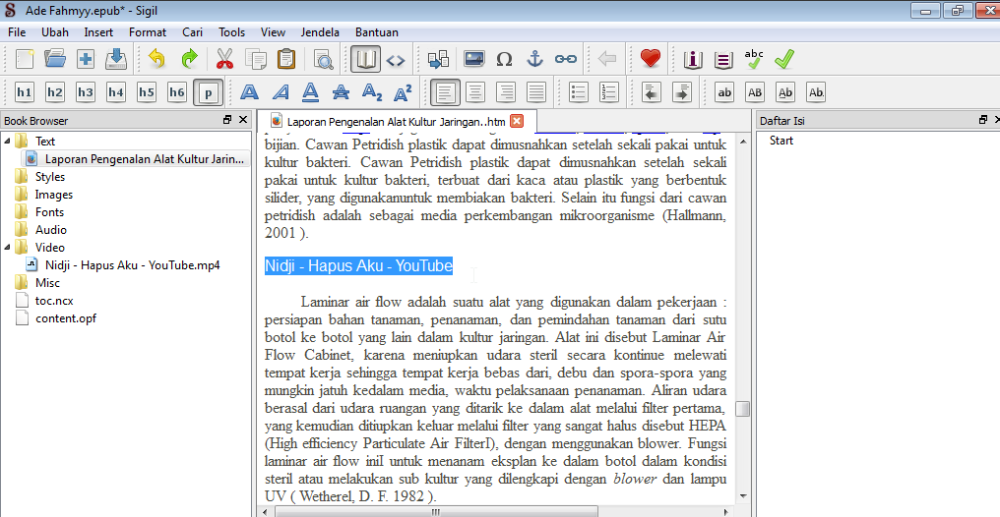 Ade Fahmyy.epub* - Sigil
File Ubah Insert Format Cari Tools View Jendela Bantuan
abc
h1 h2 h3 h4 h5 h6 p A A A A A2 A2 ab AB Ab Ab.
Book Browser
Text
Laporan Pengenalan Alat Kultur Jarin...
Styles
Images
Fonts
Audio
Video
Nidji - Hapus Aku - YouTube.mp4
Misc
toc.ncx
content.opf
Laporan Pengenalan Alat Kultur Jaringan..htm
bijian. Cawan Petridish plastik dapat dimusnahkan setelah sekali pakai untuk
kultur bakteri. Cawan Petridish plastik dapat dimusnahkan setelah sekali
pakai untuk kultur bakteri, terbuat dari kaca atau plastik yang berbentuk
silider, yang digunakanuntuk membiakan bakteri. Selain itu fungsi dari cawan
petridish adalah sebagai media perkembangan mikroorganisme (Hallmann,
2001 ).
Nidji - Hapus Aku - YouTube
Laminar air flow adalah suatu alat yang digunakan dalam pekerjaan :
persiapan bahan tanaman, penanaman, dan pemindahan tanaman dari sutu
botol ke botol yang lain dalam kultur jaringan. Alat ini disebut Laminar Air
Flow Cabinet, karena meniupkan udara steril secara kontinue melewati
tempat kerja sehingga tempat kerja bebas dari, debu dan spora-spora yang
mungkin jatuh kedalam media, waktu pelaksanaan penanaman. Aliran udara
berasal dari udara ruangan yang ditarik ke dalam alat melalui filter pertama,
yang kemudian ditiupkan keluar melalui filter yang sangat halus disebut HEPA
(High efficiency Particulate Air FilterI), dengan menggunakan blower. Fungsi
laminar air flow iniI untuk menanam eksplan ke dalam botol dalam kondisi
steril atau melakukan sub kultur yang dilengkapi dengan blower dan lampu
UV ( Wetherel, D. F. 1982 ).
Daftar Isi
Start